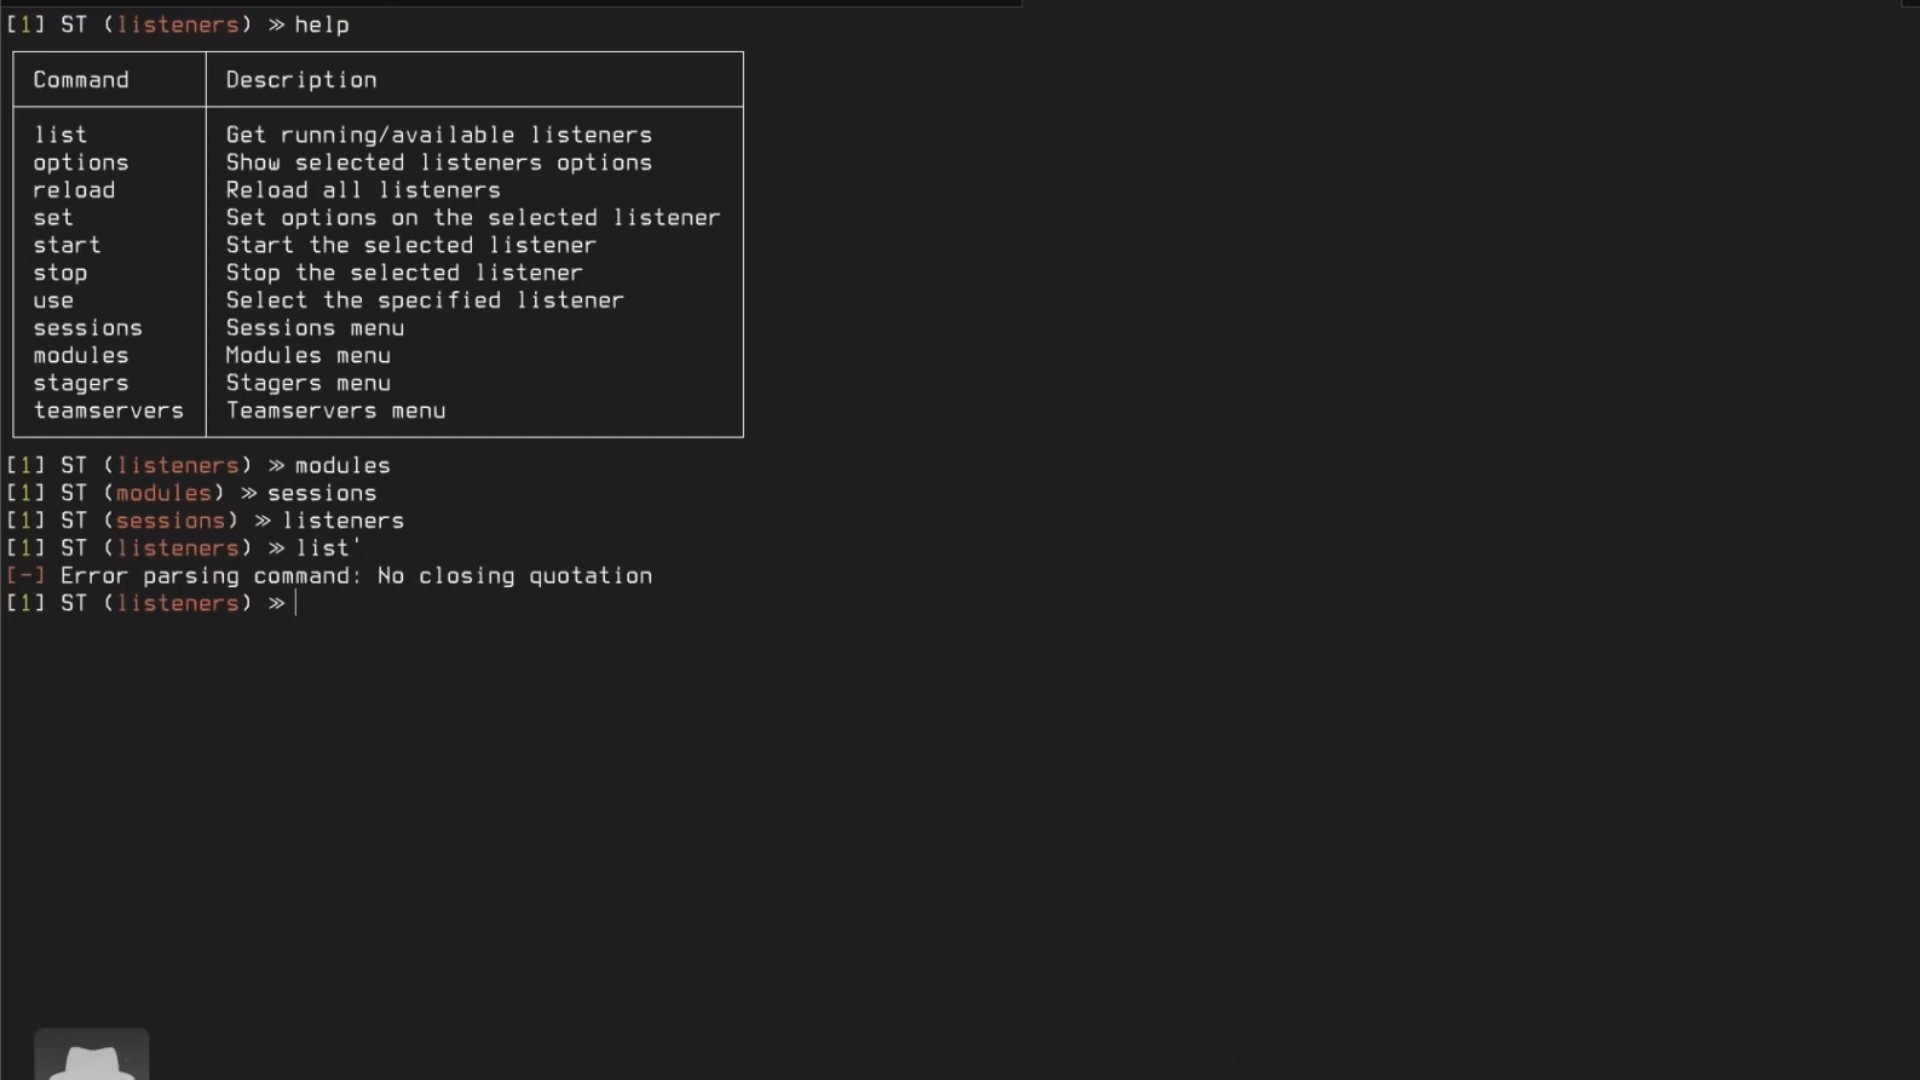 [1] ST (listeners) ≫ help
Command Description
list Get running/available listeners
options Show selected listeners options
reload Reload all listeners
set Set options on the selected listener
start Start the selected listener
stop Stop the selected listener
use Select the specified listener
sessions Sessions menu
modules Modules menu
stagers Stagers menu
teamservers Teamservers menu
[1] ST (listeners) ≫ modules
[1] ST (modules) ≫ sessions
[1] ST (sessions) ≫ listeners
[1] ST (listeners) ≫ list'
[-] Error parsing command: No closing quotation
[1] ST (listeners) ≫